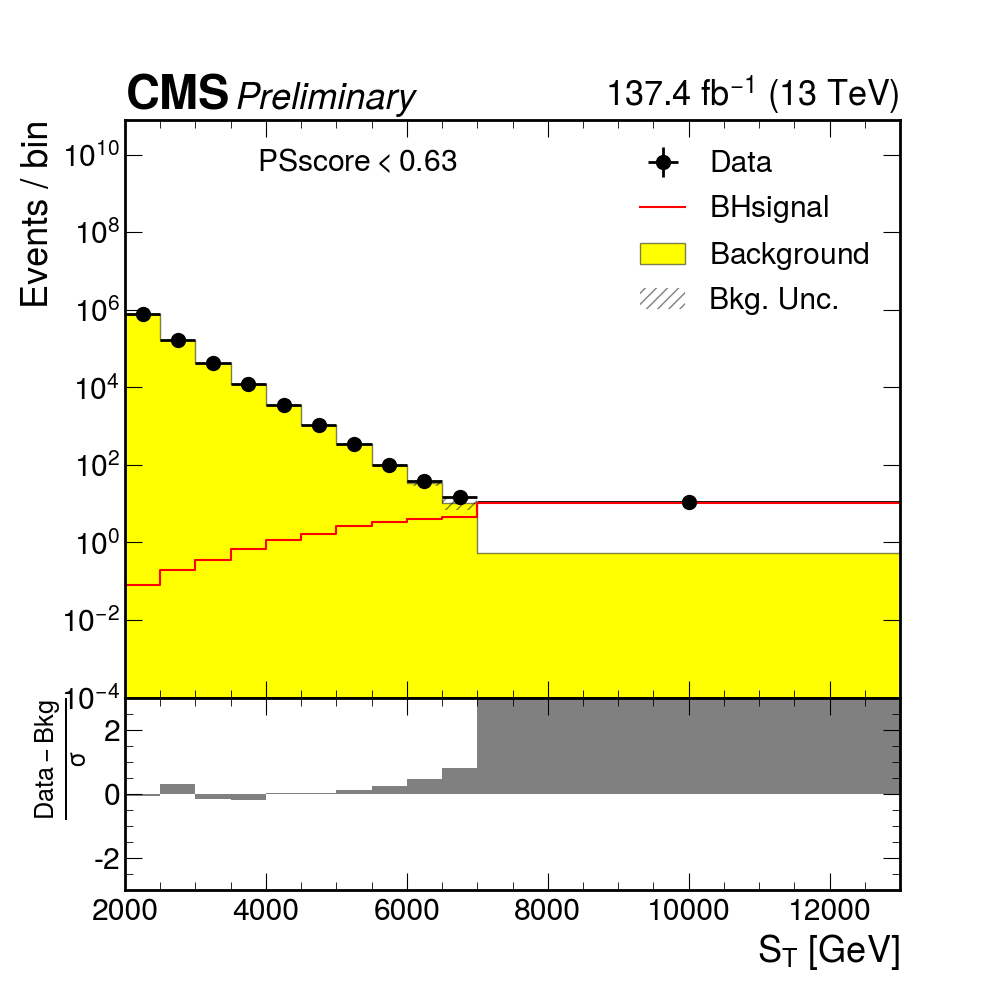 CMS Preliminary 137.4 fb⁻¹ (13 TeV)
Events / bin
PSscore < 0.63
Data
BHsignal
Background
Bkg. Unc.
10¹⁰
10⁸
10⁶
10⁴
10²
10⁰
10⁻²
10⁻⁴
Data – Bkg
σ
2
0
-2
2000 4000 6000 8000 10000 12000
S_T [GeV]